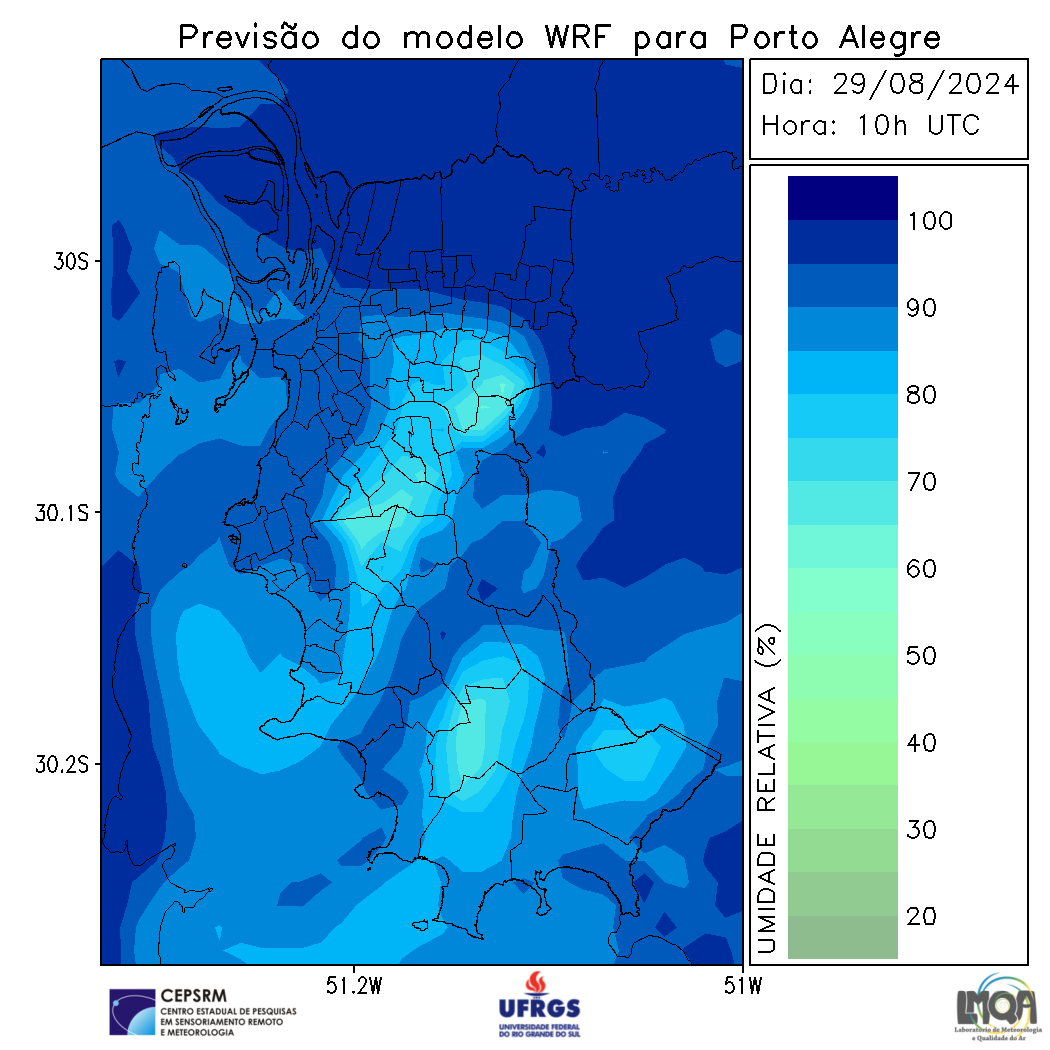 Previsão do modelo WRF para Porto Alegre
Dia: 29/08/2024
Hora: 10h UTC
30S
30.1S
30.2S
51.2W
51W
100
90
80
70
60
50
40
30
20
UMIDADE RELATIVA (%)
CEPSRM
CENTRO ESTADUAL DE PESQUISAS
EM SENSORIAMENTO REMOTO
E METEOROLOGIA
UFRGS
UNIVERSIDADE FEDERAL
DO RIO GRANDE DO SUL
LMQA
Laboratório de Meteorologia
e Qualidade do Ar